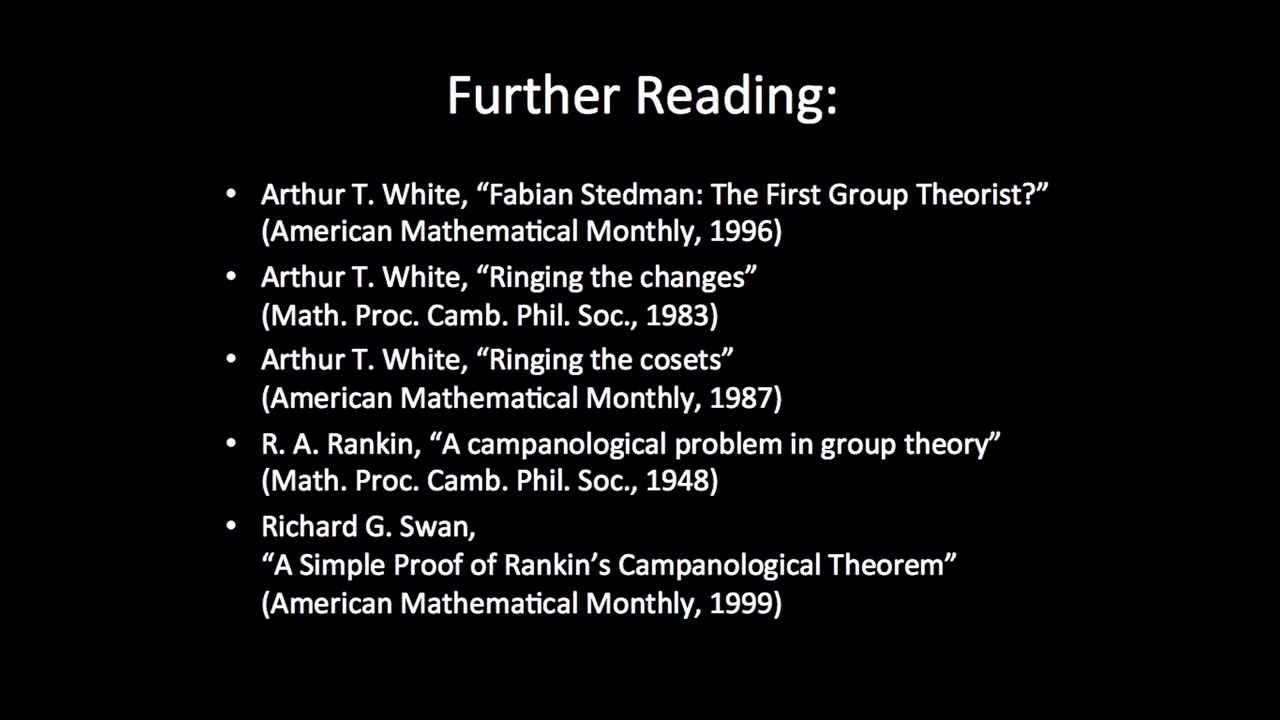 Further Reading:
• Arthur T. White, “Fabian Stedman: The First Group Theorist?”
(American Mathematical Monthly, 1996)
• Arthur T. White, “Ringing the changes”
(Math. Proc. Camb. Phil. Soc., 1983)
• Arthur T. White, “Ringing the cosets”
(American Mathematical Monthly, 1987)
• R. A. Rankin, “A campanological problem in group theory”
(Math. Proc. Camb. Phil. Soc., 1948)
• Richard G. Swan,
“A Simple Proof of Rankin’s Campanological Theorem”
(American Mathematical Monthly, 1999)